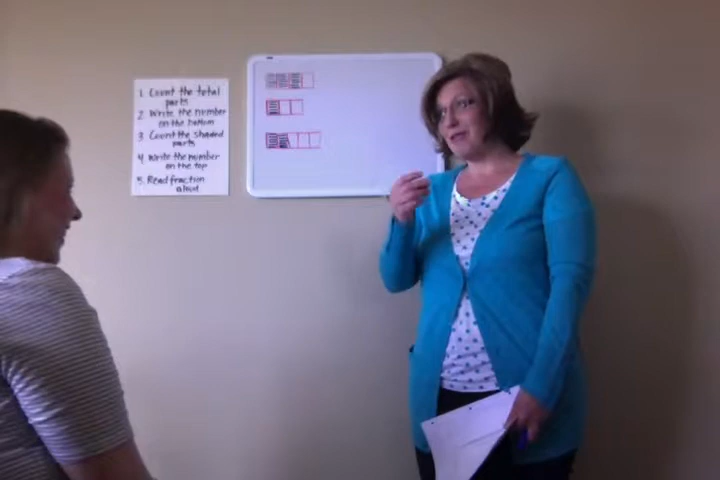 1. Count the total
parts
2. Write the number
on the bottom
3. Count the shaded
parts
4. Write the number
on the top
5. Read fraction
aloud